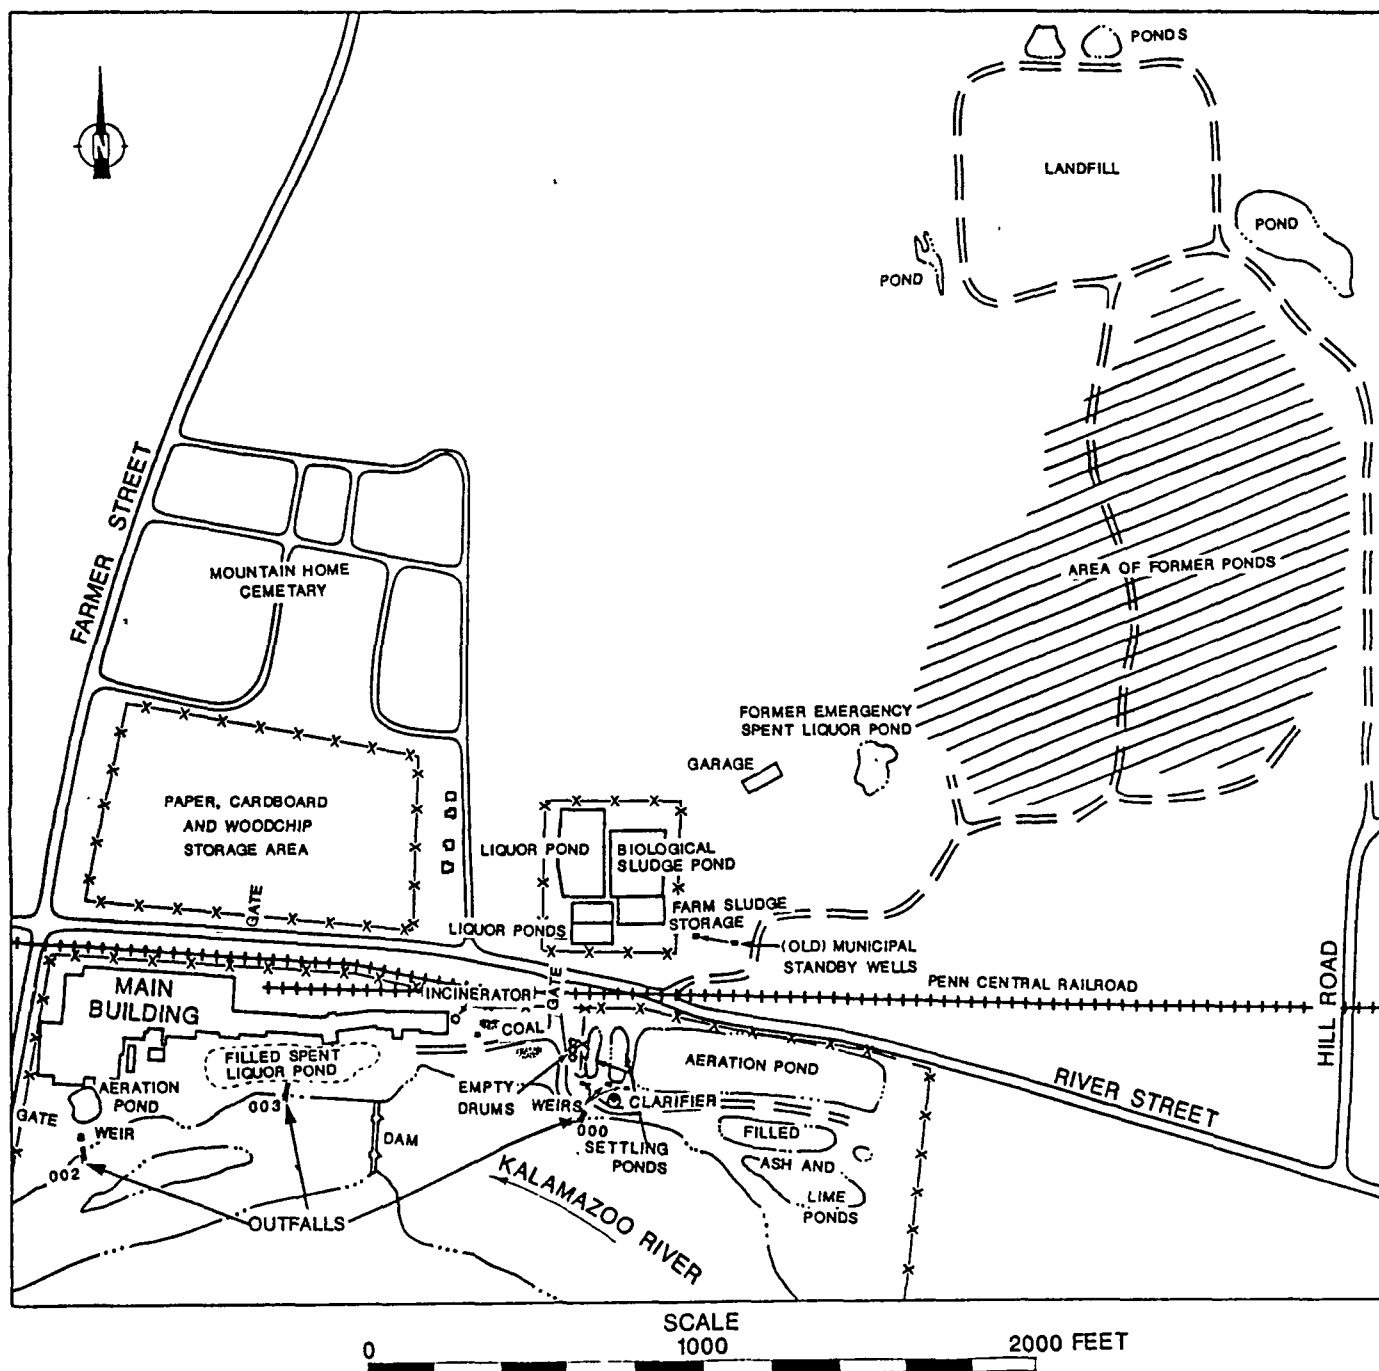 PONDS
N
LANDFILL
POND
POND
FARMER STREET
MOUNTAIN HOME
CEMETARY
AREA OF FORMER PONDS
FORMER EMERGENCY
SPENT LIQUOR POND
GARAGE
PAPER, CARDBOARD
AND WOODCHIP
STORAGE AREA
GATE
LIQUOR POND
BIOLOGICAL
SLUDGE POND
FARM SLUDGE
STORAGE
LIQUOR PONDS
(OLD) MUNICIPAL
STANDBY WELLS
GATE
PENN CENTRAL RAILROAD
HILL ROAD
MAIN
BUILDING
INCINERATOR
COAL
FILLED SPENT
LIQUOR POND
AERATION POND
RIVER STREET
AERATION
POND
GATE
003
EMPTY
DRUMS
WEIRS
CLARIFIER
WEIR
DAM
000
SETTLING
PONDS
FILLED
ASH AND
LIME
PONDS
002
OUTFALLS
KALAMAZOO RIVER
SCALE
0 1000 2000 FEET